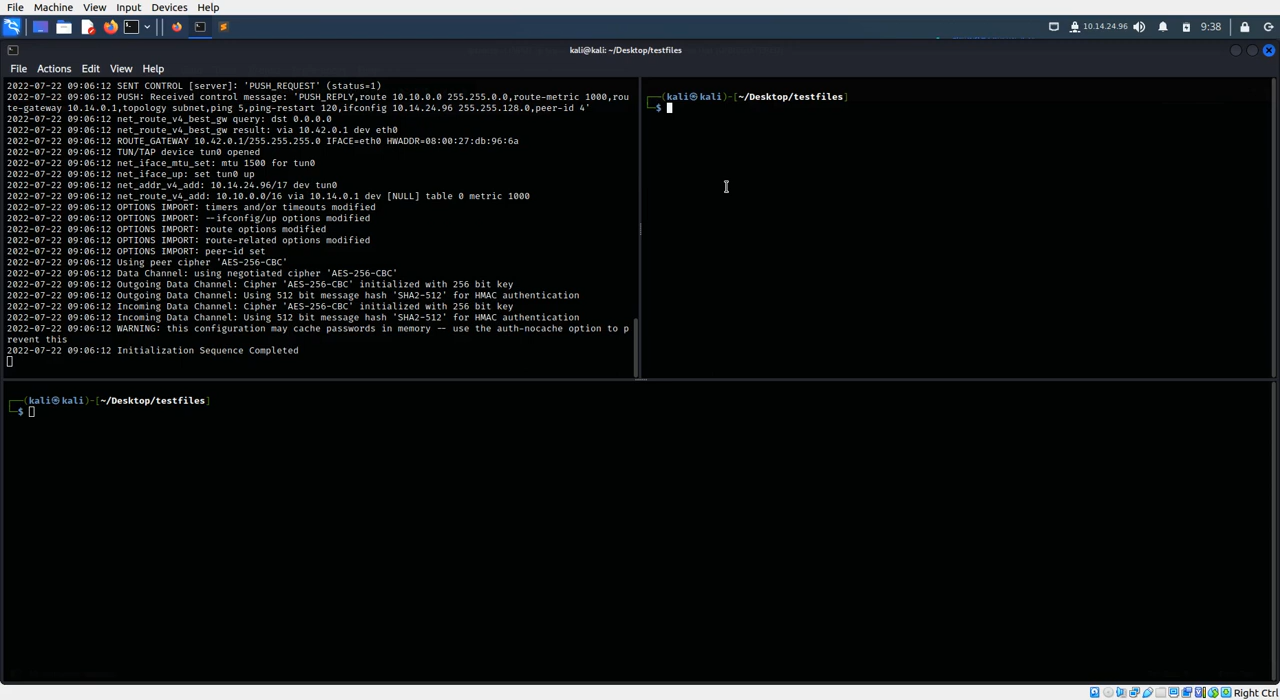 File Machine View Input Devices Help
10.14.24.96 9:38
kali@kali: ~/Desktop/testfiles
File Actions Edit View Help
2022-07-22 09:06:12 SENT CONTROL [server]: 'PUSH_REQUEST' (status=1)
2022-07-22 09:06:12 PUSH: Received control message: 'PUSH_REPLY,route 10.10.0.0 255.255.0.0,route-metric 1000,rou
te-gateway 10.14.0.1,topology subnet,ping 5,ping-restart 120,ifconfig 10.14.24.96 255.255.128.0,peer-id 4'
2022-07-22 09:06:12 net_route_v4_best_gw query: dst 0.0.0.0
2022-07-22 09:06:12 net_route_v4_best_gw result: via 10.42.0.1 dev eth0
2022-07-22 09:06:12 ROUTE_GATEWAY 10.42.0.1/255.255.255.0 IFACE=eth0 HWADDR=08:00:27:db:96:6a
2022-07-22 09:06:12 TUN/TAP device tun0 opened
2022-07-22 09:06:12 net_iface_mtu_set: mtu 1500 for tun0
2022-07-22 09:06:12 net_iface_up: set tun0 up
2022-07-22 09:06:12 net_addr_v4_add: 10.14.24.96/17 dev tun0
2022-07-22 09:06:12 net_route_v4_add: 10.10.0.0/16 via 10.14.0.1 dev [NULL] table 0 metric 1000
2022-07-22 09:06:12 OPTIONS IMPORT: timers and/or timeouts modified
2022-07-22 09:06:12 OPTIONS IMPORT: --ifconfig/up options modified
2022-07-22 09:06:12 OPTIONS IMPORT: route options modified
2022-07-22 09:06:12 OPTIONS IMPORT: route-related options modified
2022-07-22 09:06:12 OPTIONS IMPORT: peer-id set
2022-07-22 09:06:12 Using peer cipher 'AES-256-CBC'
2022-07-22 09:06:12 Data Channel: using negotiated cipher 'AES-256-CBC'
2022-07-22 09:06:12 Outgoing Data Channel: Cipher 'AES-256-CBC' initialized with 256 bit key
2022-07-22 09:06:12 Outgoing Data Channel: Using 512 bit message hash 'SHA2-512' for HMAC authentication
2022-07-22 09:06:12 Incoming Data Channel: Cipher 'AES-256-CBC' initialized with 256 bit key
2022-07-22 09:06:12 Incoming Data Channel: Using 512 bit message hash 'SHA2-512' for HMAC authentication
2022-07-22 09:06:12 WARNING: this configuration may cache passwords in memory -- use the auth-nocache option to p
revent this
2022-07-22 09:06:12 Initialization Sequence Completed
┌──(kali㉿kali)-[~/Desktop/testfiles]
└─$
┌──(kali㉿kali)-[~/Desktop/testfiles]
└─$
Right Ctrl